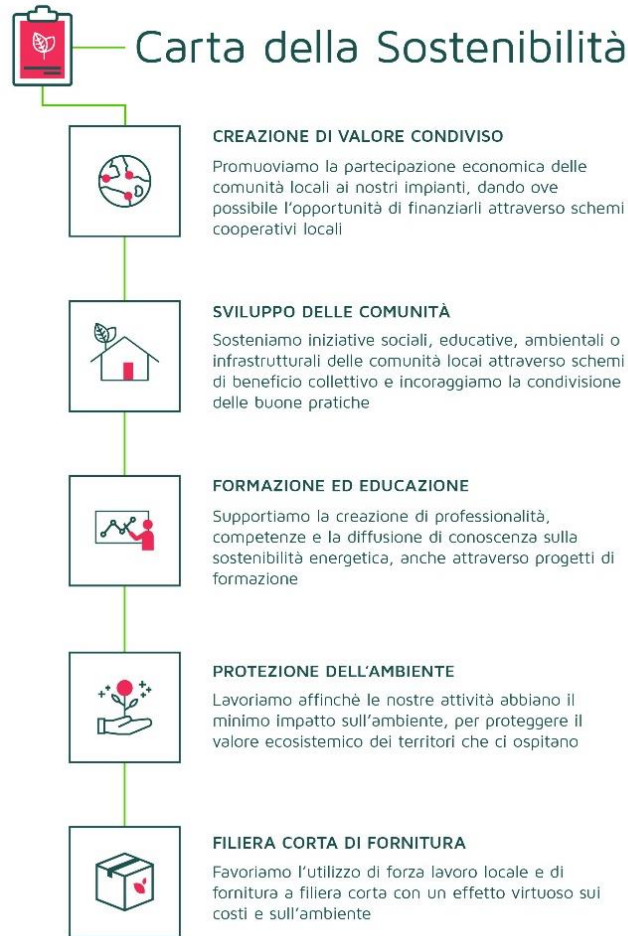 Carta della Sostenibilità
CREAZIONE DI VALORE CONDIVISO
Promuoviamo la partecipazione economica delle
comunità locali ai nostri impianti, dando ove
possibile l'opportunità di finanziarli attraverso schemi
cooperativi locali
SVILUPPO DELLE COMUNITÀ
Sosteniamo iniziative sociali, educative, ambientali o
infrastrutturali delle comunità locai attraverso schemi
di beneficio collettivo e incoraggiamo la condivisione
delle buone pratiche
FORMAZIONE ED EDUCAZIONE
Supportiamo la creazione di professionalità,
competenze e la diffusione di conoscenza sulla
sostenibilità energetica, anche attraverso progetti di
formazione
PROTEZIONE DELL'AMBIENTE
Lavoriamo affinchè le nostre attività abbiano il
minimo impatto sull'ambiente, per proteggere il
valore ecosistemico dei territori che ci ospitano
FILIERA CORTA DI FORNITURA
Favoriamo l'utilizzo di forza lavoro locale e di
fornitura a filiera corta con un effetto virtuoso sui
costi e sull'ambiente